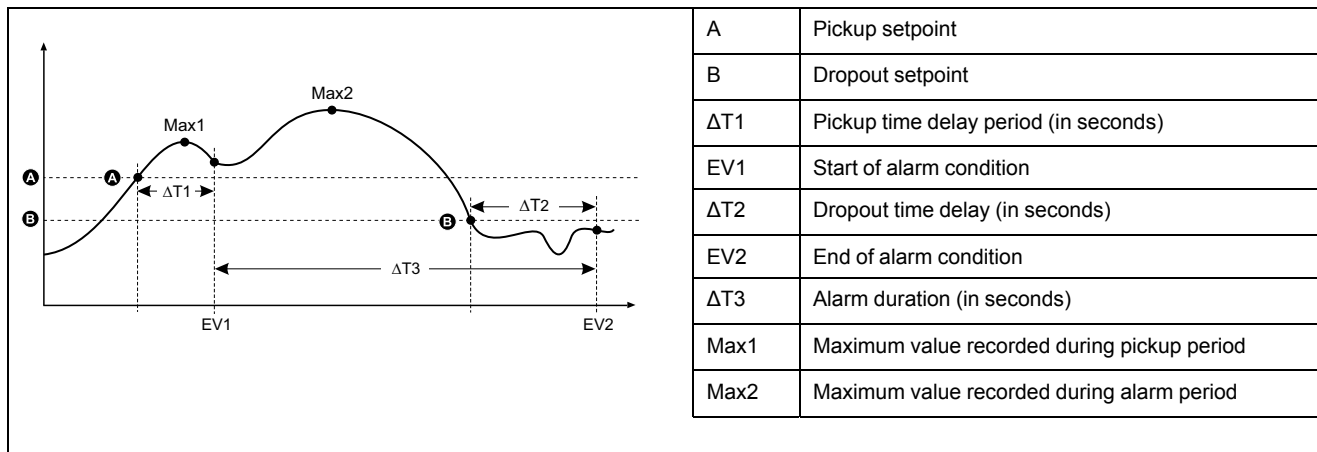 Max2
Max1
A
A
ΔT1
B
B
ΔT2
ΔT3
EV1
EV2
A Pickup setpoint
B Dropout setpoint
ΔT1 Pickup time delay period (in seconds)
EV1 Start of alarm condition
ΔT2 Dropout time delay (in seconds)
EV2 End of alarm condition
ΔT3 Alarm duration (in seconds)
Max1 Maximum value recorded during pickup period
Max2 Maximum value recorded during alarm period